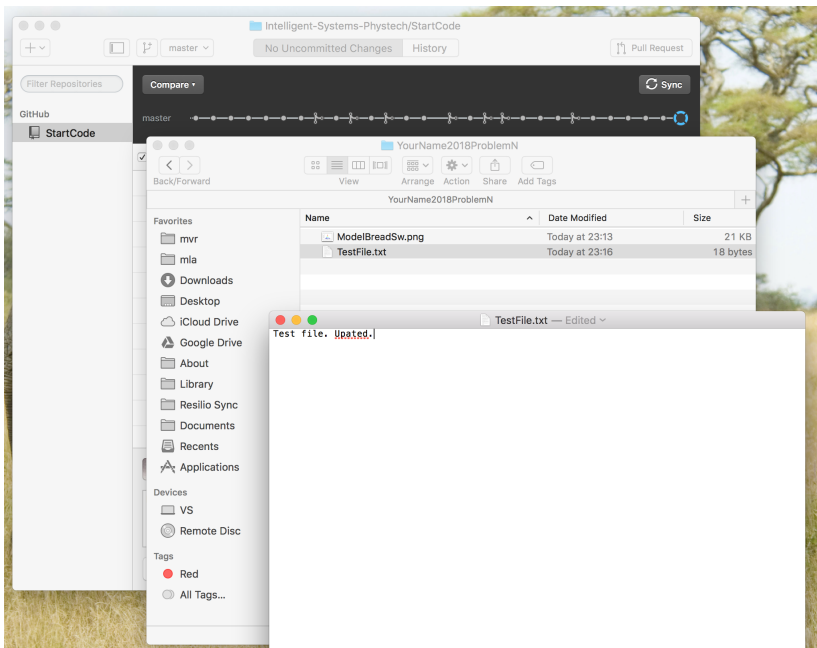 Intelligent-Systems-Phystech/StartCode
master
No Uncommitted Changes
History
Pull Request
Filter Repositories
Compare
Sync
GitHub
StartCode
master
YourName2018ProblemN
Back/Forward
View
Arrange
Action
Share
Add Tags
YourName2018ProblemN
Favorites
mvr
mla
Downloads
Desktop
iCloud Drive
Google Drive
About
Library
Resilio Sync
Documents
Recents
Applications
Devices
VS
Remote Disc
Tags
Red
All Tags...
Name
Date Modified
Size
ModelBreadSw.png
Today at 23:13
21 KB
TestFile.txt
Today at 23:16
18 bytes
TestFile.txt — Edited
Test file. Upated.